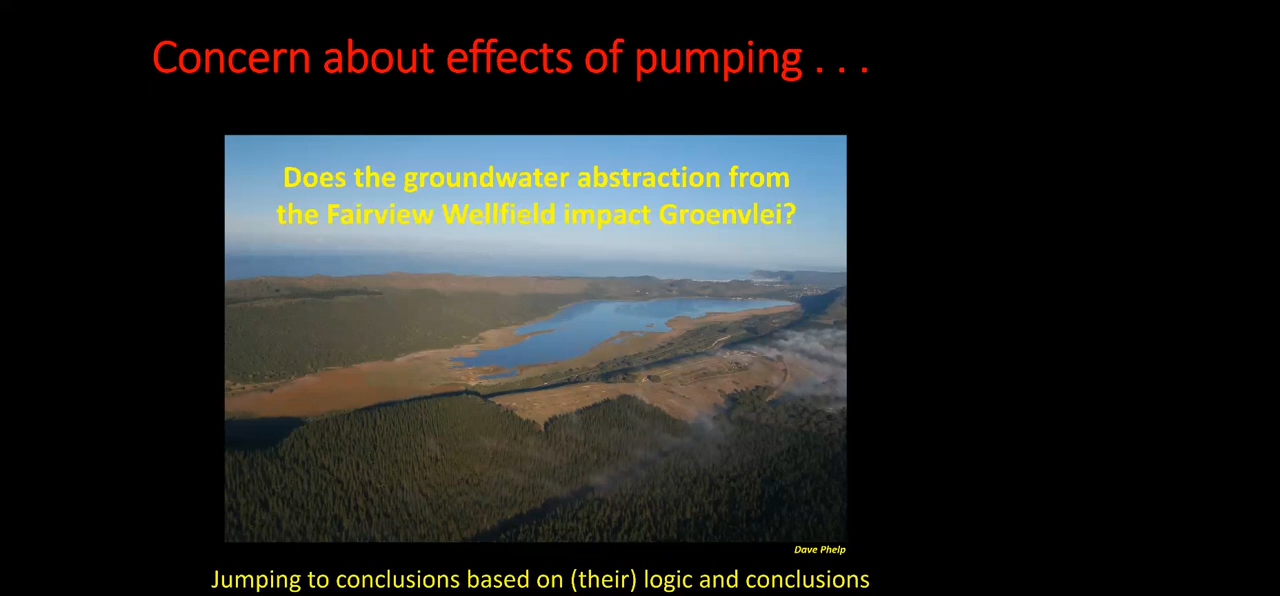 Concern about effects of pumping . . .
Does the groundwater abstraction from
the Fairview Wellfield impact Groenvlei?
Dave Phelp
Jumping to conclusions based on (their) logic and conclusions